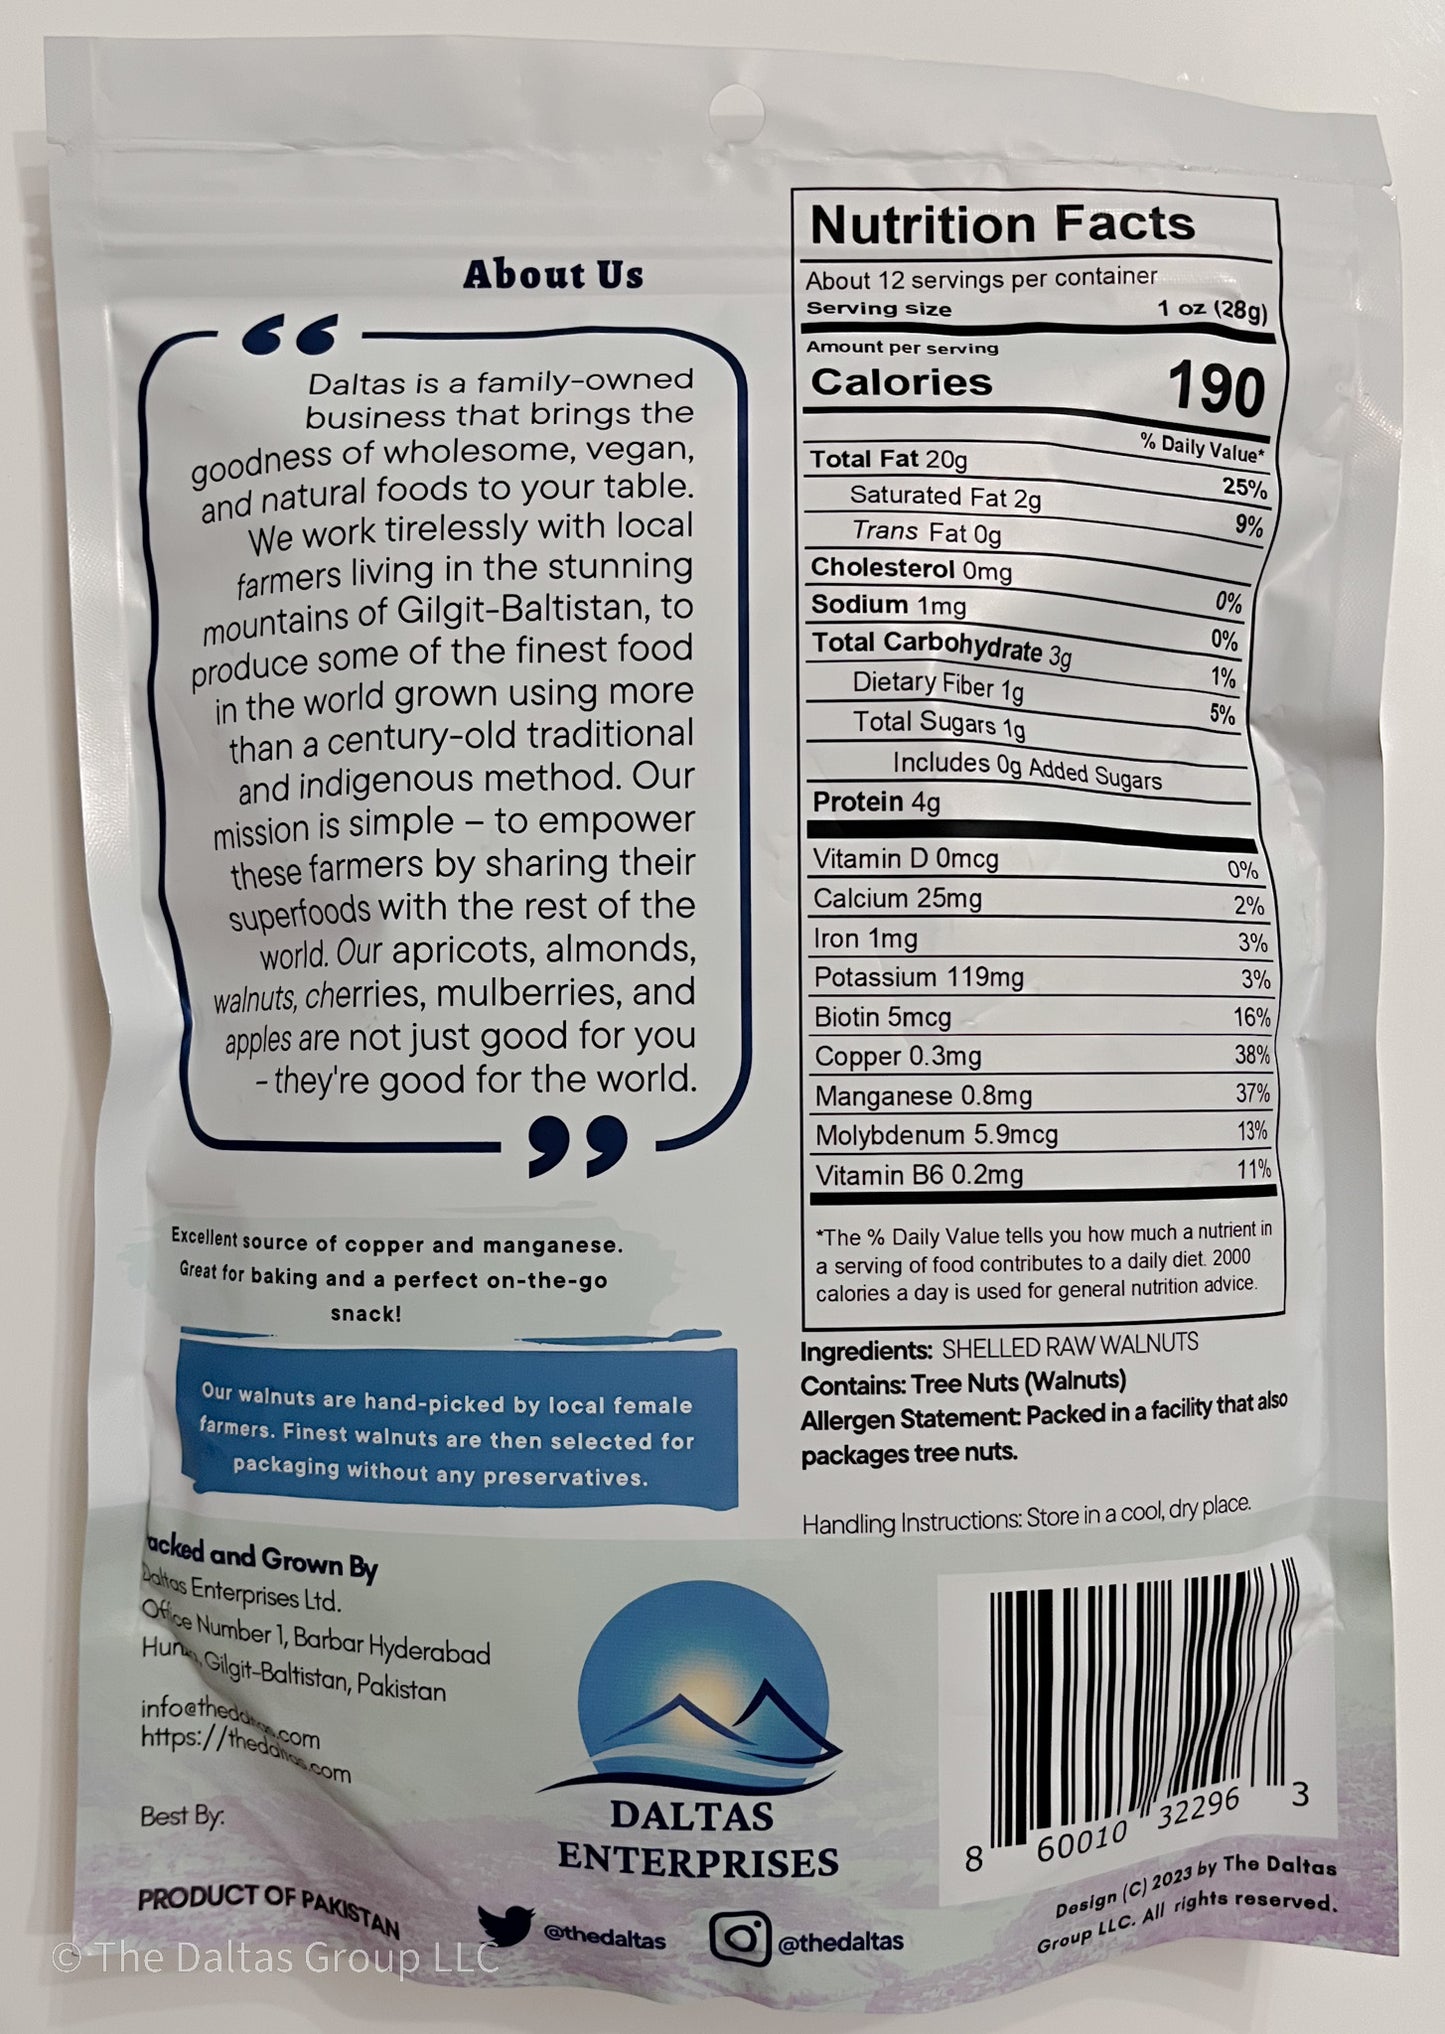 About Us
“
Daltas is a family-owned
business that brings the
goodness of wholesome, vegan,
and natural foods to your table.
We work tirelessly with local
farmers living in the stunning
mountains of Gilgit-Baltistan, to
produce some of the finest food
in the world grown using more
than a century-old traditional
and indigenous method. Our
mission is simple – to empower
these farmers by sharing their
superfoods with the rest of the
world. Our apricots, almonds,
walnuts, cherries, mulberries, and
apples are not just good for you
- they're good for the world.
”
Excellent source of copper and manganese.
Great for baking and a perfect on-the-go
snack!
Our walnuts are hand-picked by local female
farmers. Finest walnuts are then selected for
packaging without any preservatives.
Nutrition Facts
About 12 servings per container
Serving size 1 oz (28g)
Amount per serving
Calories 190
% Daily Value*
Total Fat 20g 25%
Saturated Fat 2g 9%
Trans Fat 0g
Cholesterol 0mg 0%
Sodium 1mg 0%
Total Carbohydrate 3g 1%
Dietary Fiber 1g 5%
Total Sugars 1g
Includes 0g Added Sugars
Protein 4g
Vitamin D 0mcg 0%
Calcium 25mg 2%
Iron 1mg 3%
Potassium 119mg 3%
Biotin 5mcg 16%
Copper 0.3mg 38%
Manganese 0.8mg 37%
Molybdenum 5.9mcg 13%
Vitamin B6 0.2mg 11%
*The % Daily Value tells you how much a nutrient in
a serving of food contributes to a daily diet. 2000
calories a day is used for general nutrition advice.
Ingredients: SHELLED RAW WALNUTS
Contains: Tree Nuts (Walnuts)
Allergen Statement: Packed in a facility that also
packages tree nuts.
Handling Instructions: Store in a cool, dry place.
acked and Grown By
Daltas Enterprises Ltd.
Office Number 1, Barbar Hyderabad
Gilgit-Baltistan, Pakistan
info@thedaltas.com
https://thedaltas.com
Best By:
PRODUCT OF PAKISTAN
DALTAS
ENTERPRISES
@thedaltas
@thedaltas
8 60010 32296 3
Design (C) 2023 by The Daltas
Group LLC. All rights reserved.
© The Daltas Group LLC